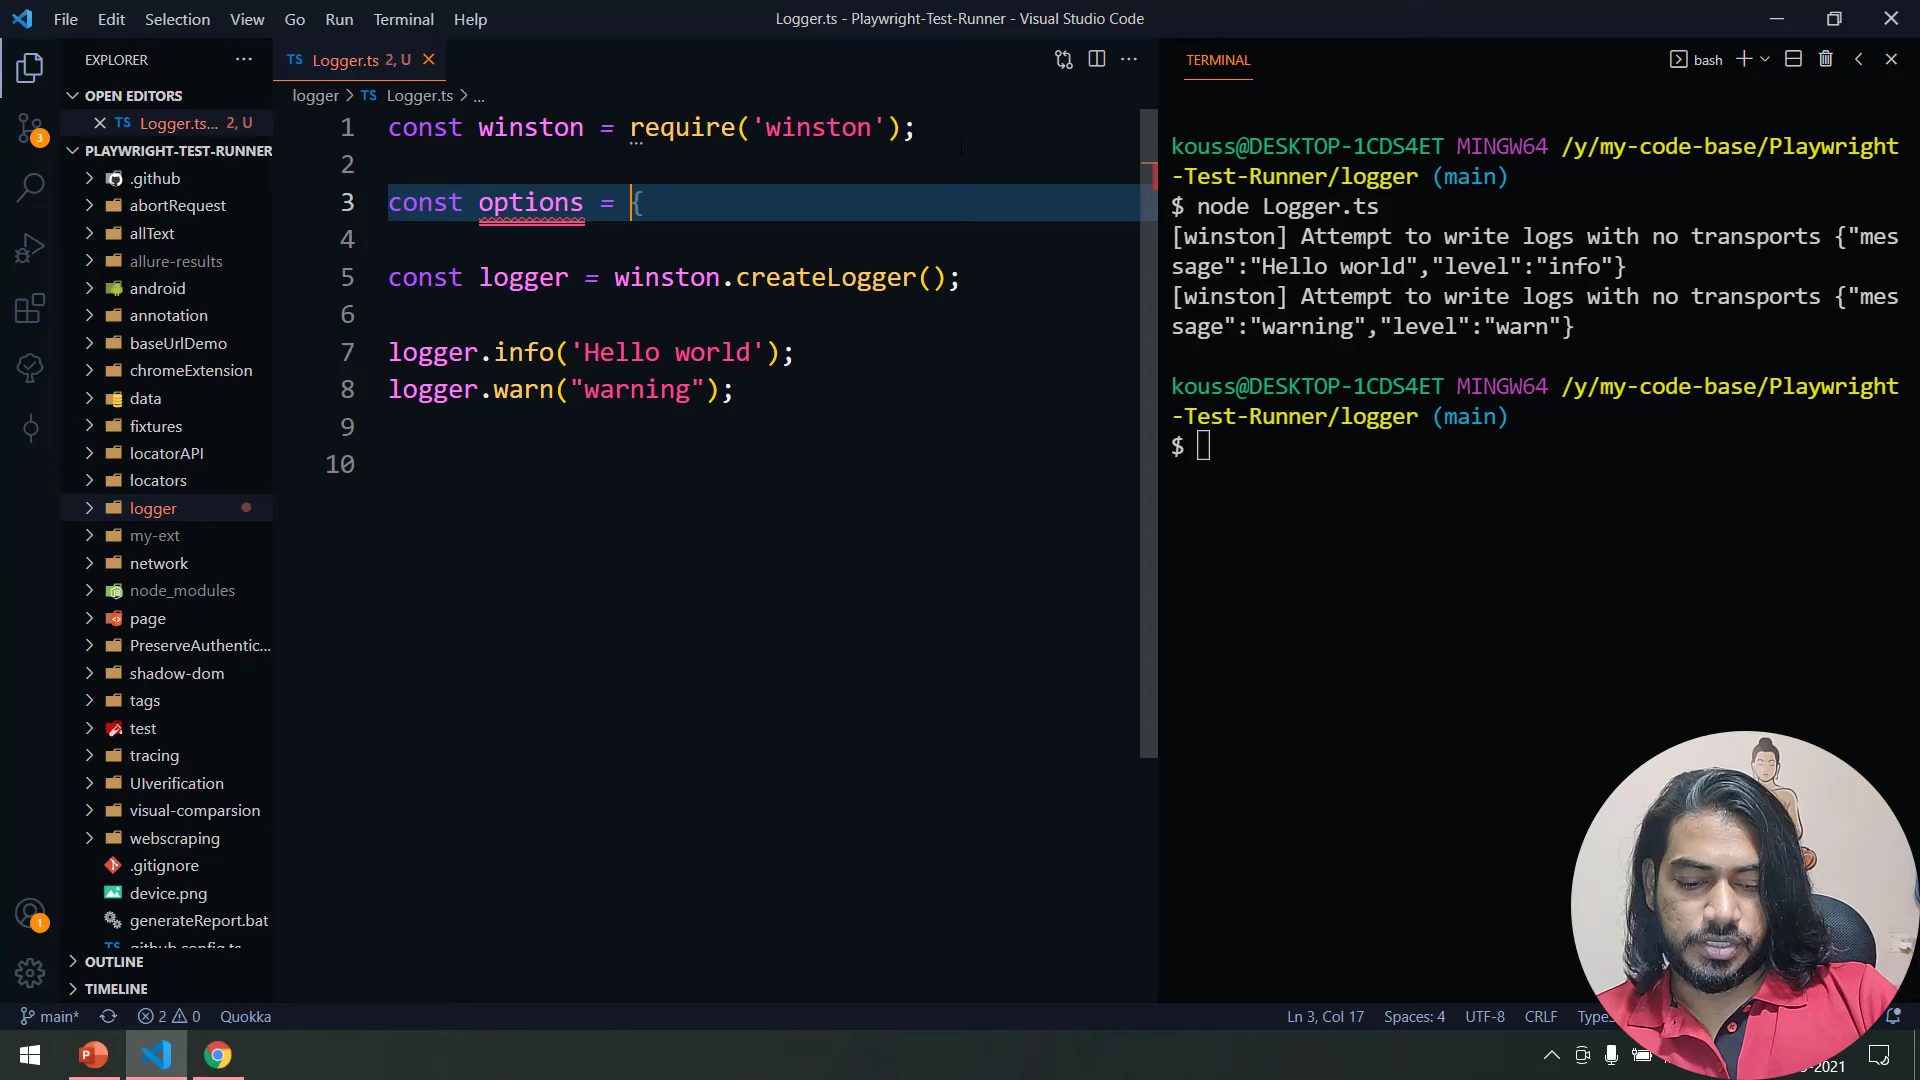 File Edit Selection View Go Run Terminal Help
Logger.ts - Playwright-Test-Runner - Visual Studio Code
EXPLORER
OPEN EDITORS
TS Logger.ts... 2, U
PLAYWRIGHT-TEST-RUNNER
.github
abortRequest
allText
allure-results
android
annotation
baseUrlDemo
chromeExtension
data
fixtures
locatorAPI
locators
logger
my-ext
network
node_modules
page
PreserveAuthentic...
shadow-dom
tags
test
tracing
UIverification
visual-comparsion
webscraping
.gitignore
device.png
generateReport.bat
OUTLINE
TIMELINE
TS Logger.ts 2, U
logger > TS Logger.ts > ...
1 const winston = require('winston');
2
3 const options = {
4
5 const logger = winston.createLogger();
6
7 logger.info('Hello world');
8 logger.warn("warning");
9
10
TERMINAL
bash
kouss@DESKTOP-1CDS4ET MINGW64 /y/my-code-base/Playwright
-Test-Runner/logger (main)
$ node Logger.ts
[winston] Attempt to write logs with no transports {"mes
sage":"Hello world","level":"info"}
[winston] Attempt to write logs with no transports {"mes
sage":"warning","level":"warn"}
kouss@DESKTOP-1CDS4ET MINGW64 /y/my-code-base/Playwright
-Test-Runner/logger (main)
$
3
1
main* 2 0 Quokka
Ln 3, Col 17 Spaces: 4 UTF-8 CRLF